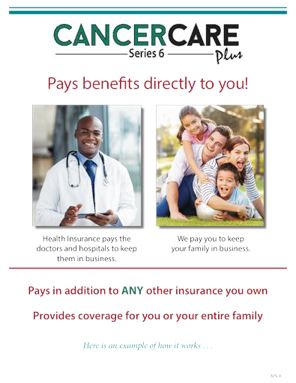 CANCERCARE
Series 6 Plus
Pays benefits directly to you!
Health Insurance pays the
doctors and hospitals to keep
them in business.
We pay you to keep
your family in business.
Pays in addition to ANY other insurance you own
Provides coverage for you or your entire family
Here is an example of how it works . . .